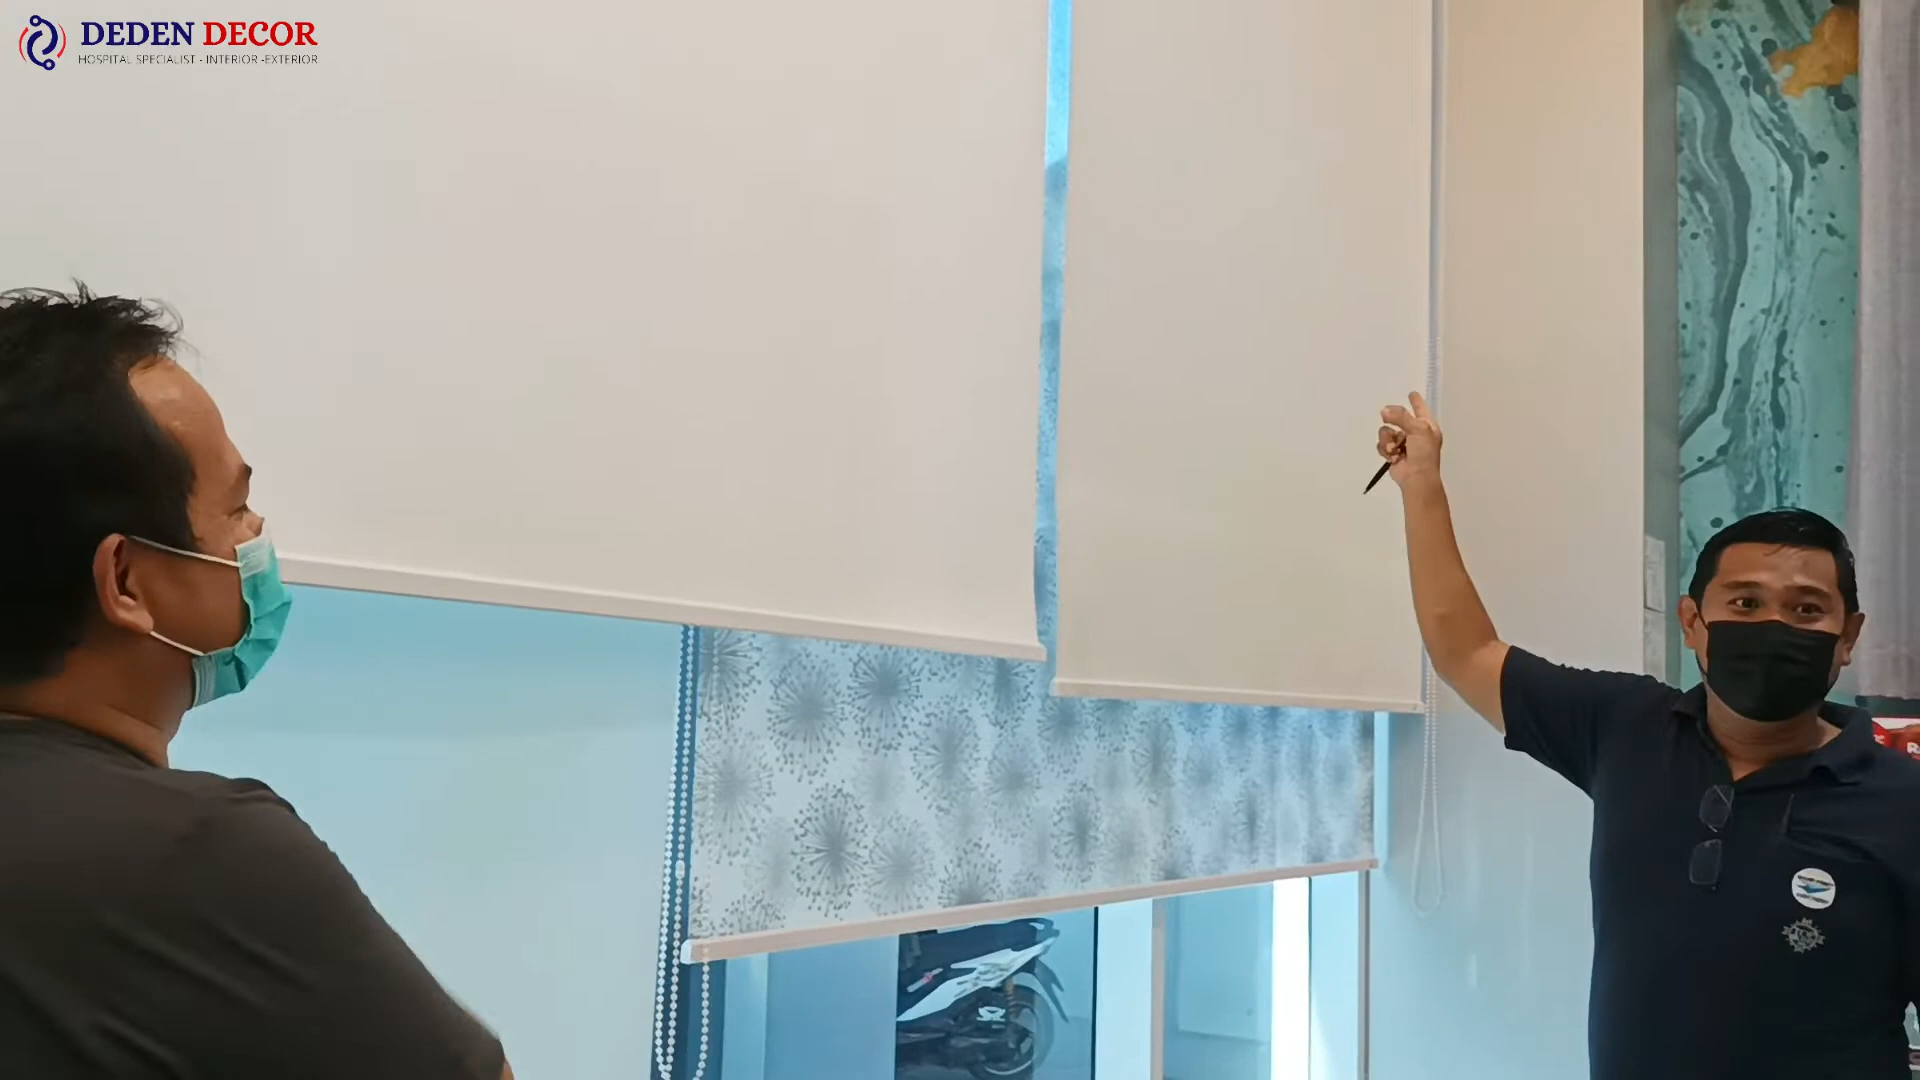 DEDEN DECOR
HOSPITAL SPECIALIST - INTERIOR -EXTERIOR